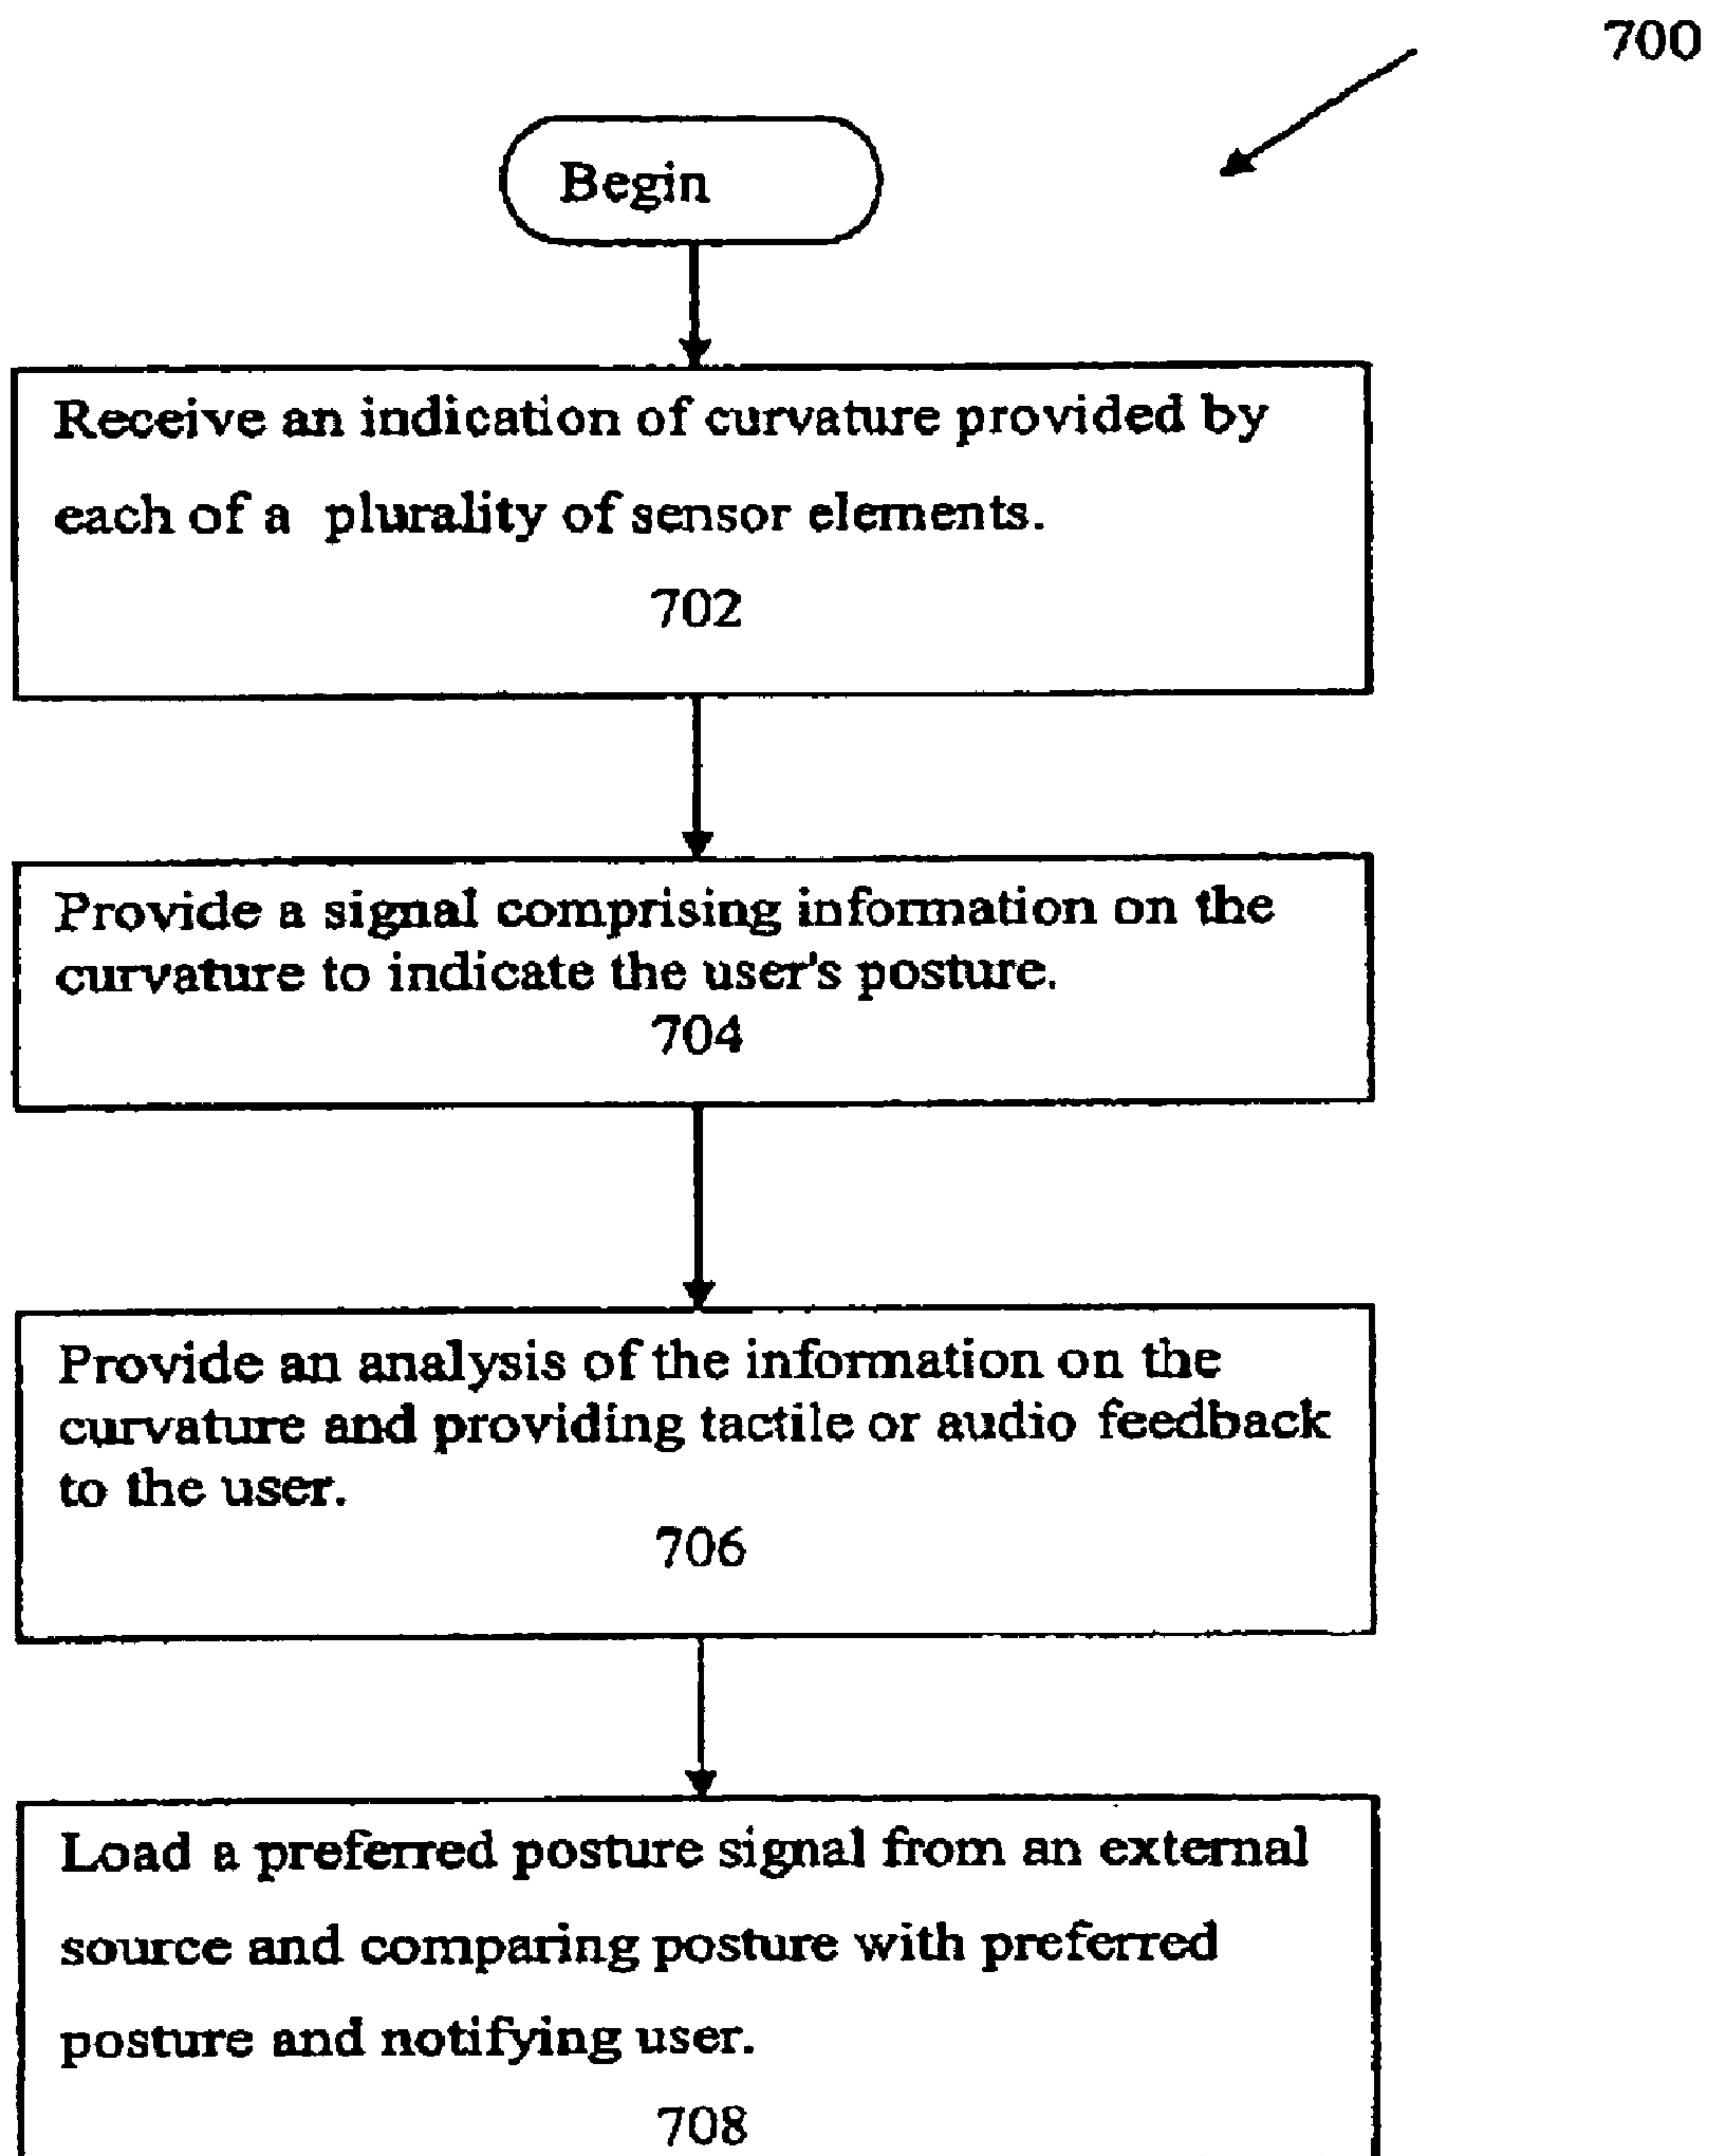 700
Begin
Receive an indication of curvature provided by
each of a plurality of sensor elements.
702
Provide a signal comprising information on the
curvature to indicate the user's posture.
704
Provide an analysis of the information on the
curvature and providing tactile or audio feedback
to the user.
706
Load a preferred posture signal from an external
source and comparing posture with preferred
posture and notifying user.
708